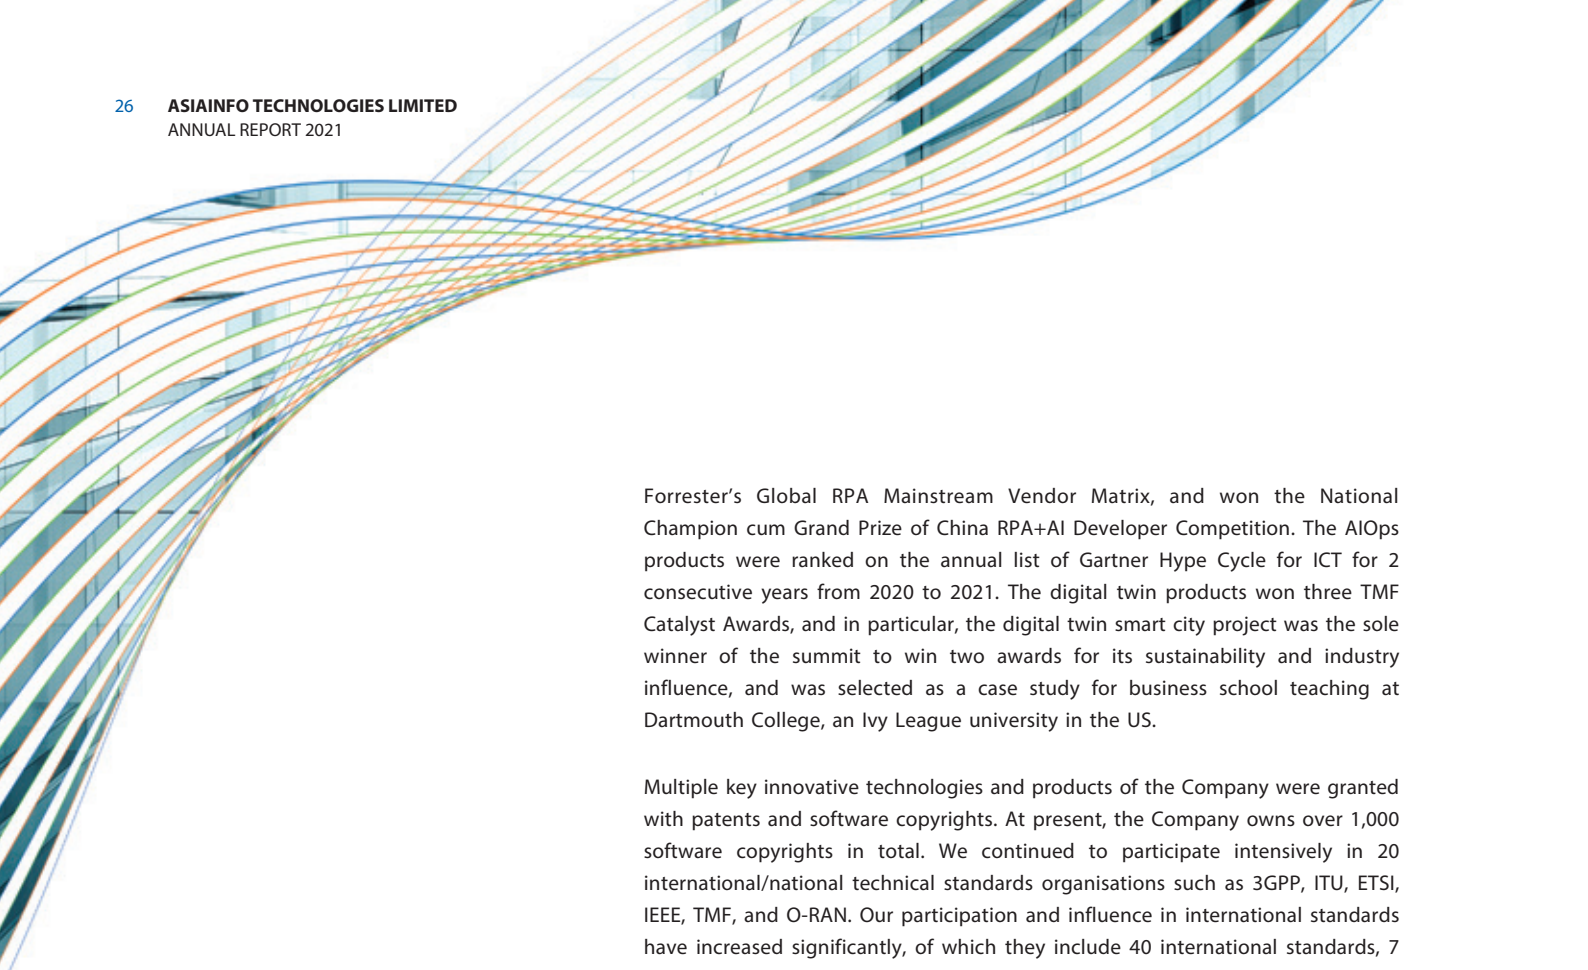 26 ASIAINFO TECHNOLOGIES LIMITED
ANNUAL REPORT 2021
Forrester’s Global RPA Mainstream Vendor Matrix, and won the National
Champion cum Grand Prize of China RPA+AI Developer Competition. The AIOps
products were ranked on the annual list of Gartner Hype Cycle for ICT for 2
consecutive years from 2020 to 2021. The digital twin products won three TMF
Catalyst Awards, and in particular, the digital twin smart city project was the sole
winner of the summit to win two awards for its sustainability and industry
influence, and was selected as a case study for business school teaching at
Dartmouth College, an Ivy League university in the US.
Multiple key innovative technologies and products of the Company were granted
with patents and software copyrights. At present, the Company owns over 1,000
software copyrights in total. We continued to participate intensively in 20
international/national technical standards organisations such as 3GPP, ITU, ETSI,
IEEE, TMF, and O-RAN. Our participation and influence in international standards
have increased significantly, of which they include 40 international standards, 7